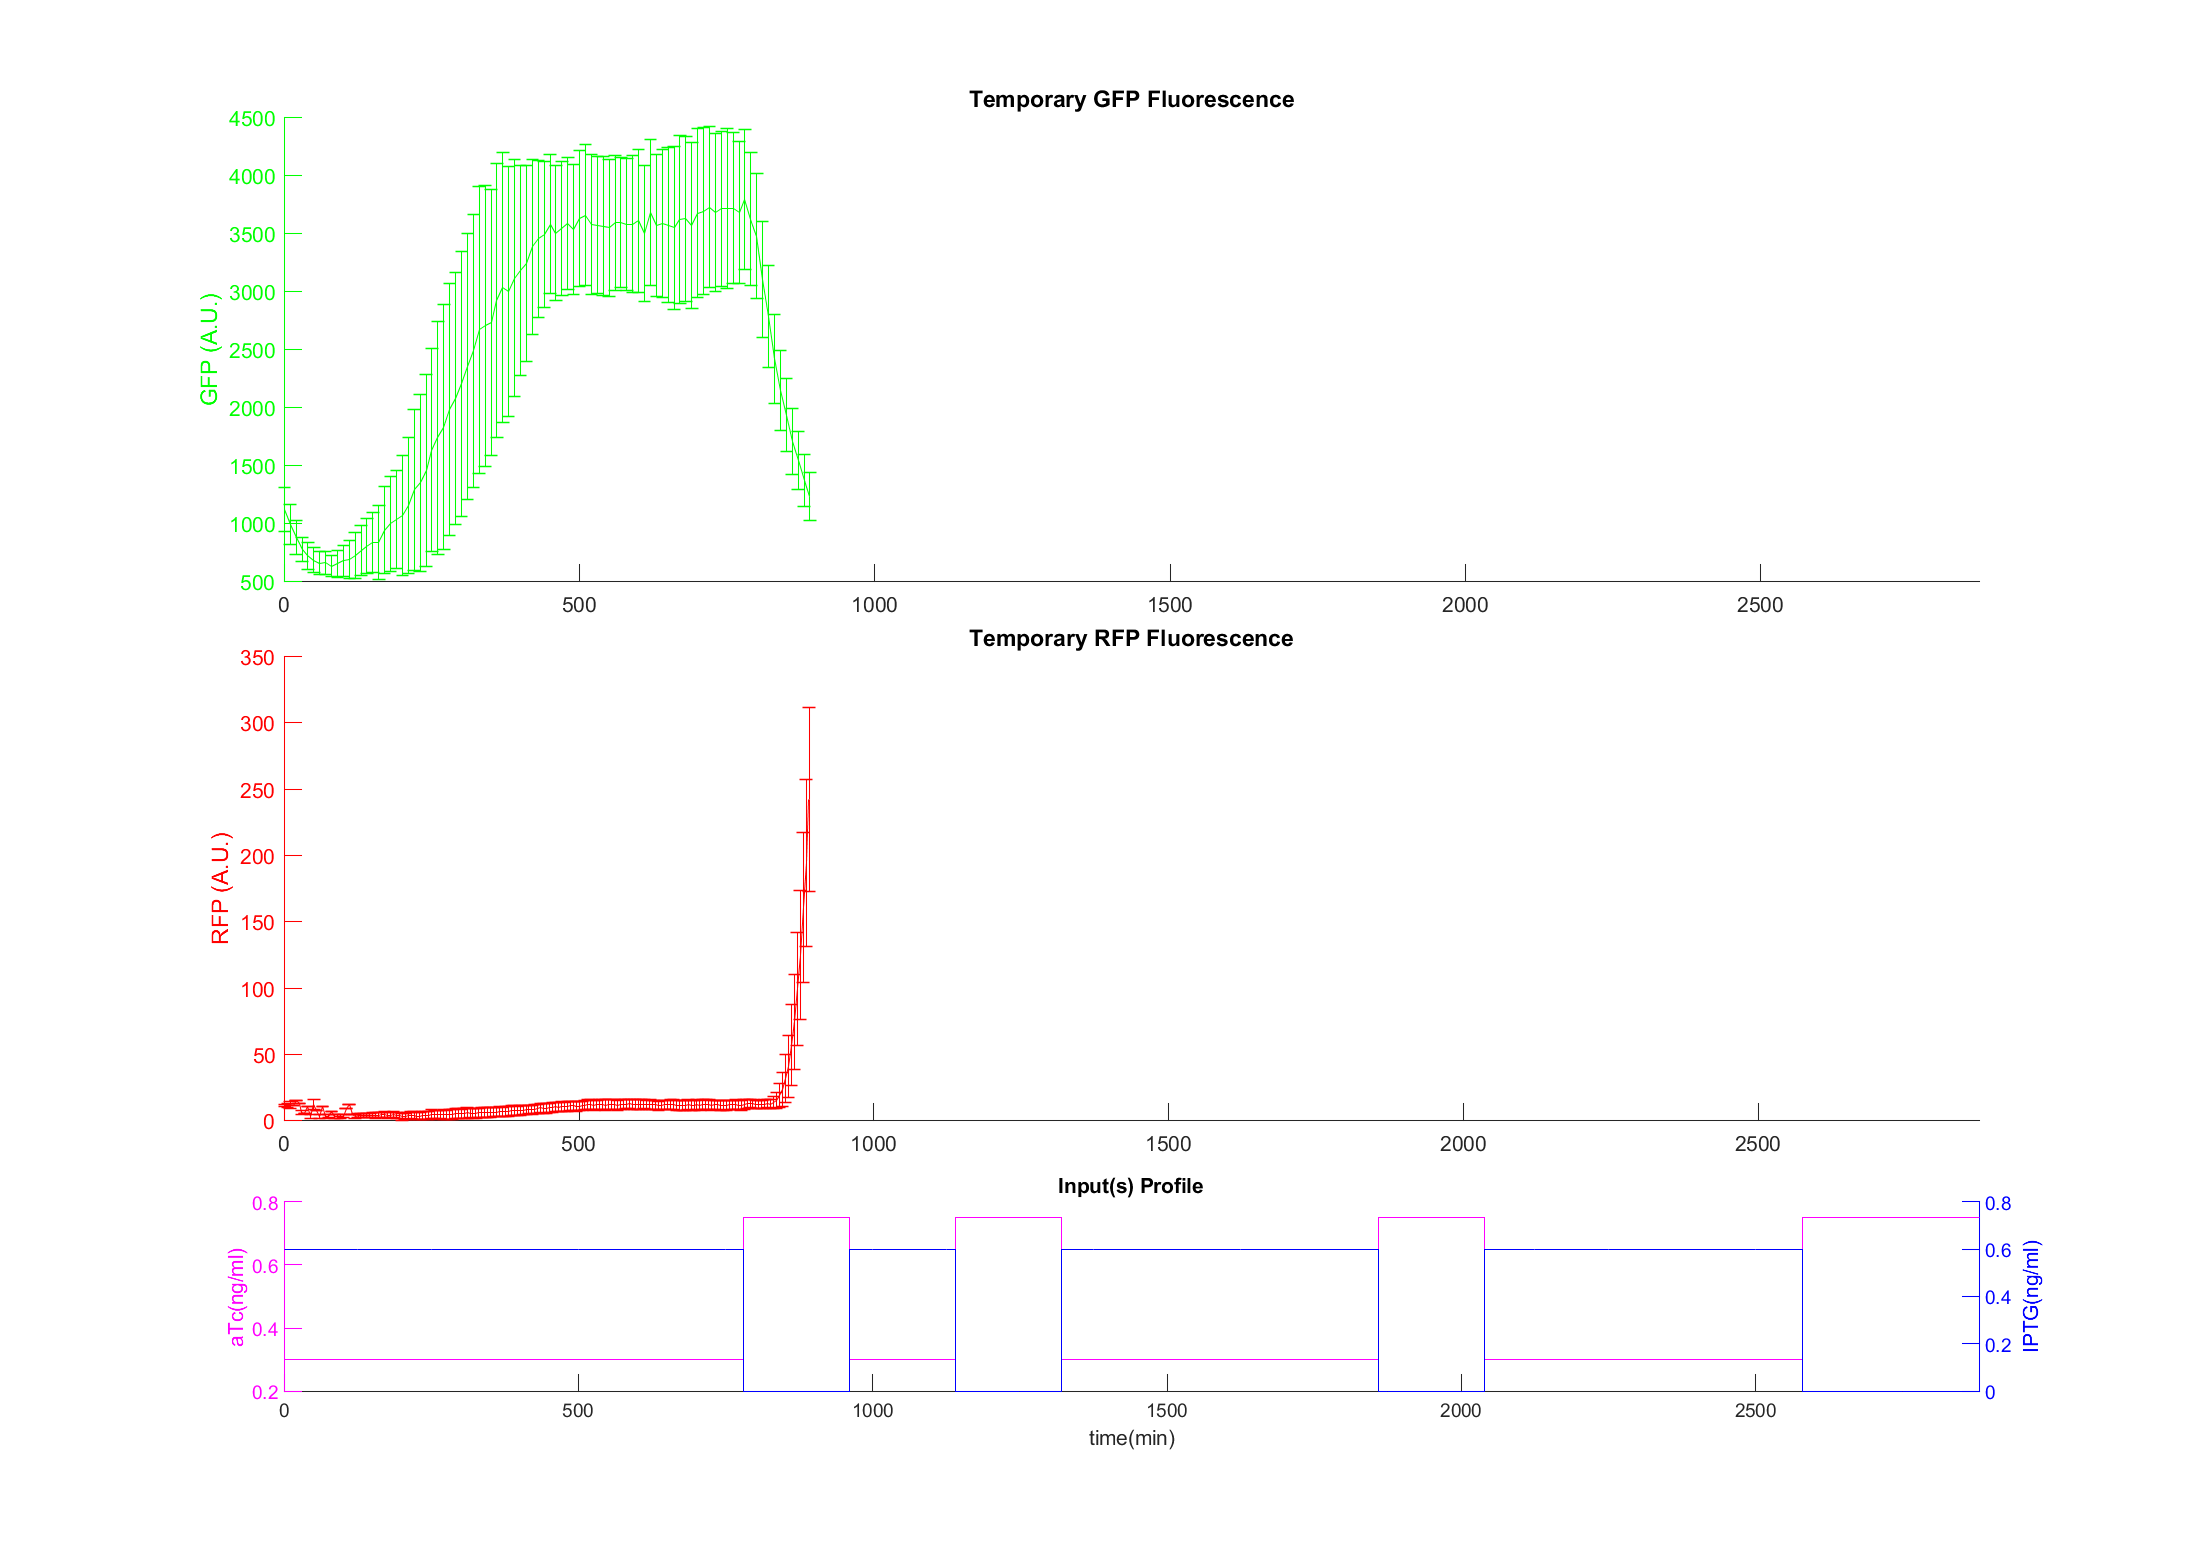 Temporary GFP Fluorescence
4500
4000
3500
3000
2500
2000
1500
1000
500
GFP (A.U.)
0 500 1000 1500 2000 2500
Temporary RFP Fluorescence
350
300
250
200
150
100
50
0
RFP (A.U.)
0 500 1000 1500 2000 2500
Input(s) Profile
0.8
0.6
0.4
0.2
aTc(ng/ml)
0.8
0.6
0.4
0.2
0
IPTG(ng/ml)
0 500 1000 1500 2000 2500
time(min)